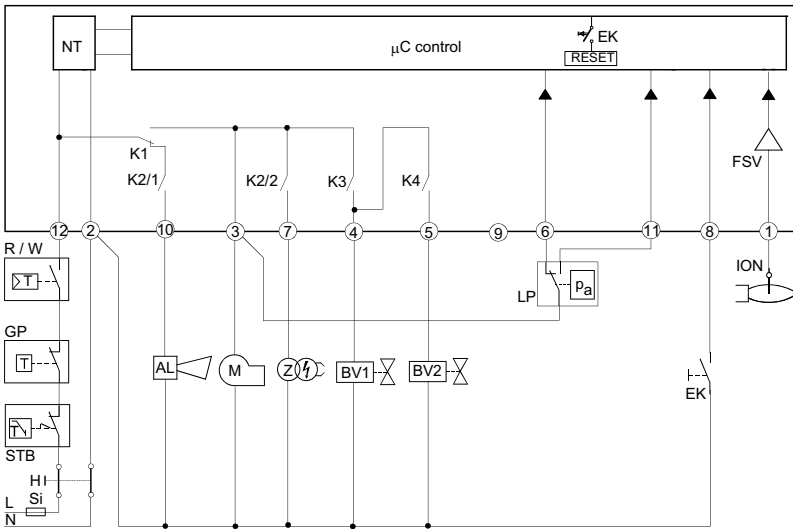 NT
µC control
EK
RESET
K1
K2/1
K2/2
K3
K4
FSV
12
2
10
3
7
4
5
9
6
11
8
1
R / W
T
GP
T
STB
T
H
L
Si
N
AL
M
Z
BV1
BV2
LP
pa
EK
ION